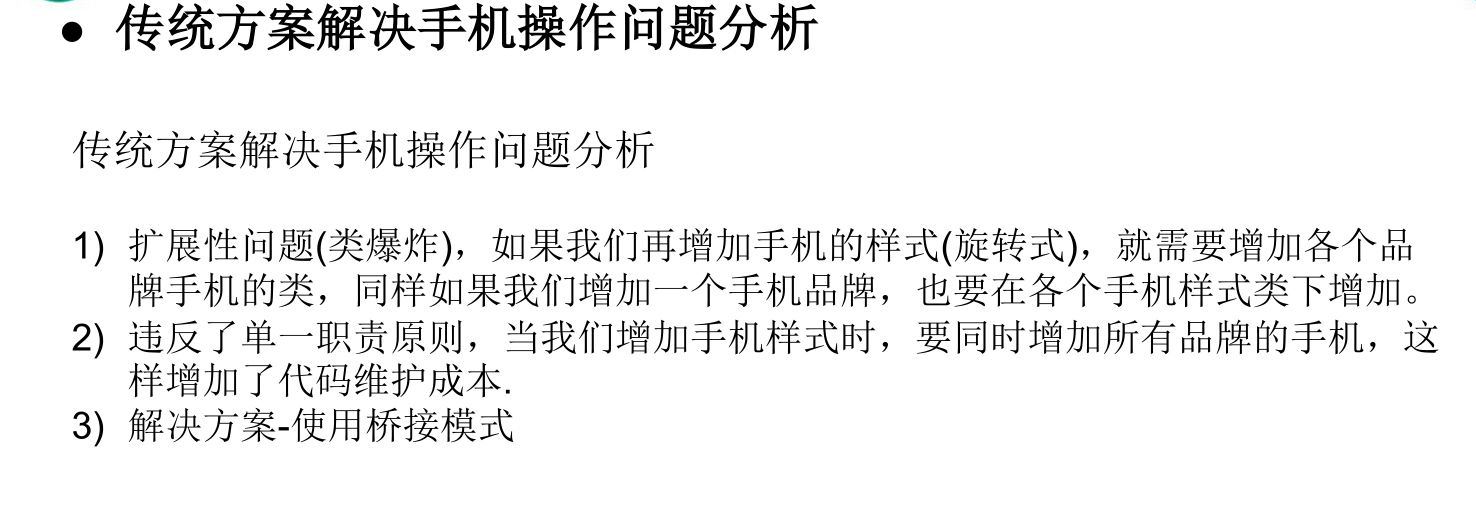 ● 传统方案解决手机操作问题分析
传统方案解决手机操作问题分析
1) 扩展性问题(类爆炸)，如果我们再增加手机的样式(旋转式)，就需要增加各个品
牌手机的类，同样如果我们增加一个手机品牌，也要在各个手机样式类下增加。
2) 违反了单一职责原则，当我们增加手机样式时，要同时增加所有品牌的手机，这
样增加了代码维护成本.
3) 解决方案-使用桥接模式